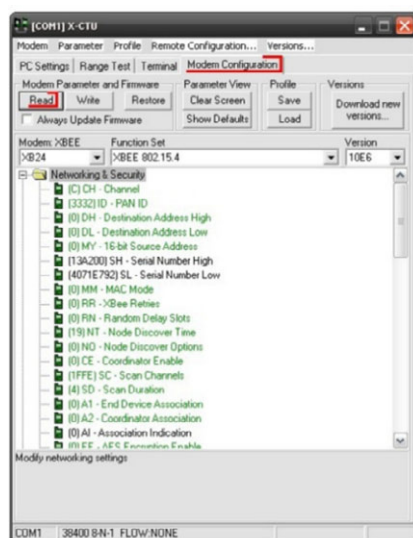 [COM1] X-CTU
Modem Parameter Profile Remote Configuration... Versions...
PC Settings Range Test Terminal Modem Configuration
Modem Parameter and Firmware Parameter View Profile Versions
Read Write Restore Clear Screen Save Download new versions...
Always Update Firmware Show Defaults Load
Modem: XBEE Function Set Version
XB24 XBEE 802.15.4 10E6
Networking & Security
(C) CH - Channel
(3332) ID - PAN ID
(0) DH - Destination Address High
(0) DL - Destination Address Low
(0) MY - 16-bit Source Address
(13A200) SH - Serial Number High
(4071E792) SL - Serial Number Low
(0) MM - MAC Mode
(0) RR - XBee Retries
(0) RN - Random Delay Slots
(19) NT - Node Discover Time
(0) NO - Node Discover Options
(0) CE - Coordinator Enable
(1FFE) SC - Scan Channels
(4) SD - Scan Duration
(0) A1 - End Device Association
(0) A2 - Coordinator Association
(0) AI - Association Indication
(0) EE - AES Encryption Enable
Modify networking settings
COM1 38400 8-N-1 FLOW:NONE